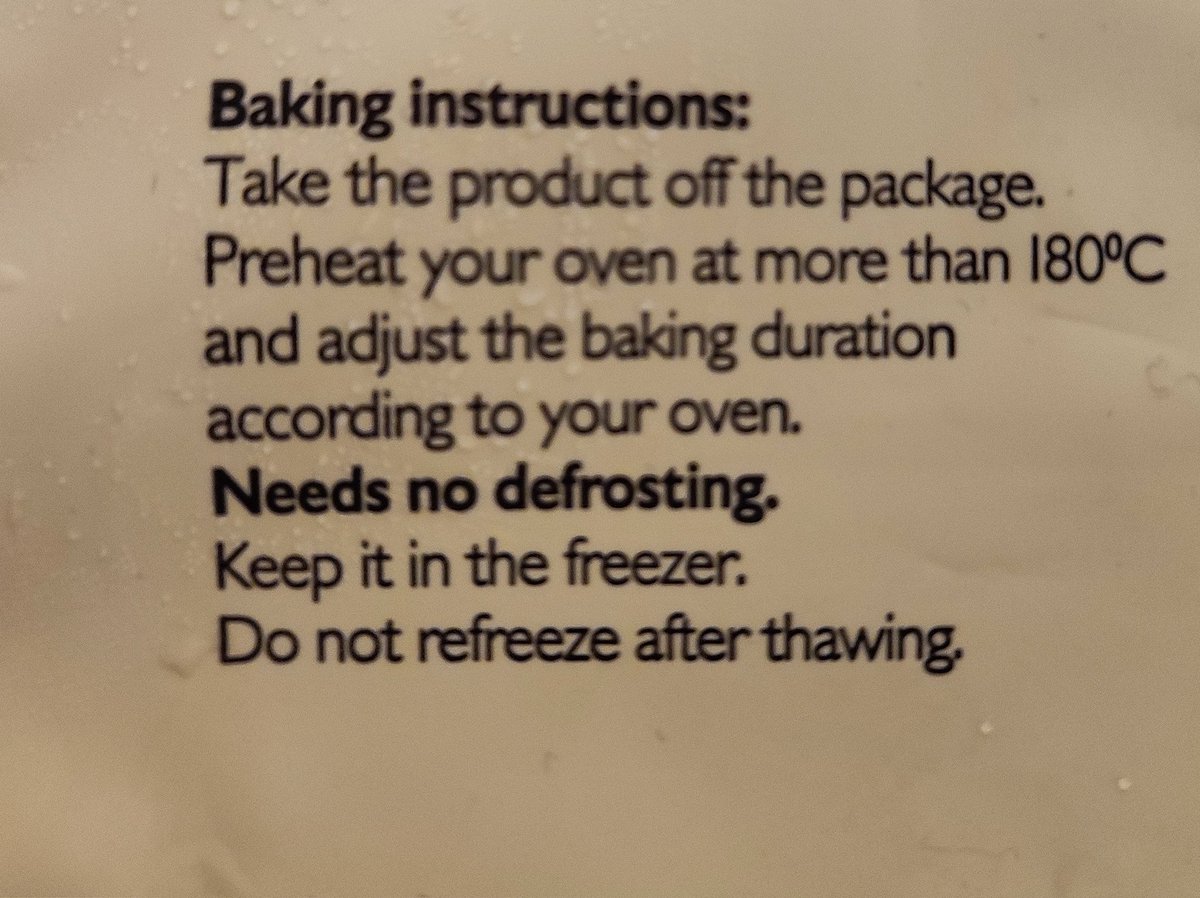 Baking instructions:
Take the product off the package.
Preheat your oven at more than 180⁰C
and adjust the baking duration
according to your oven.
Needs no defrosting.
Keep it in the freezer.
Do not refreeze after thawing.